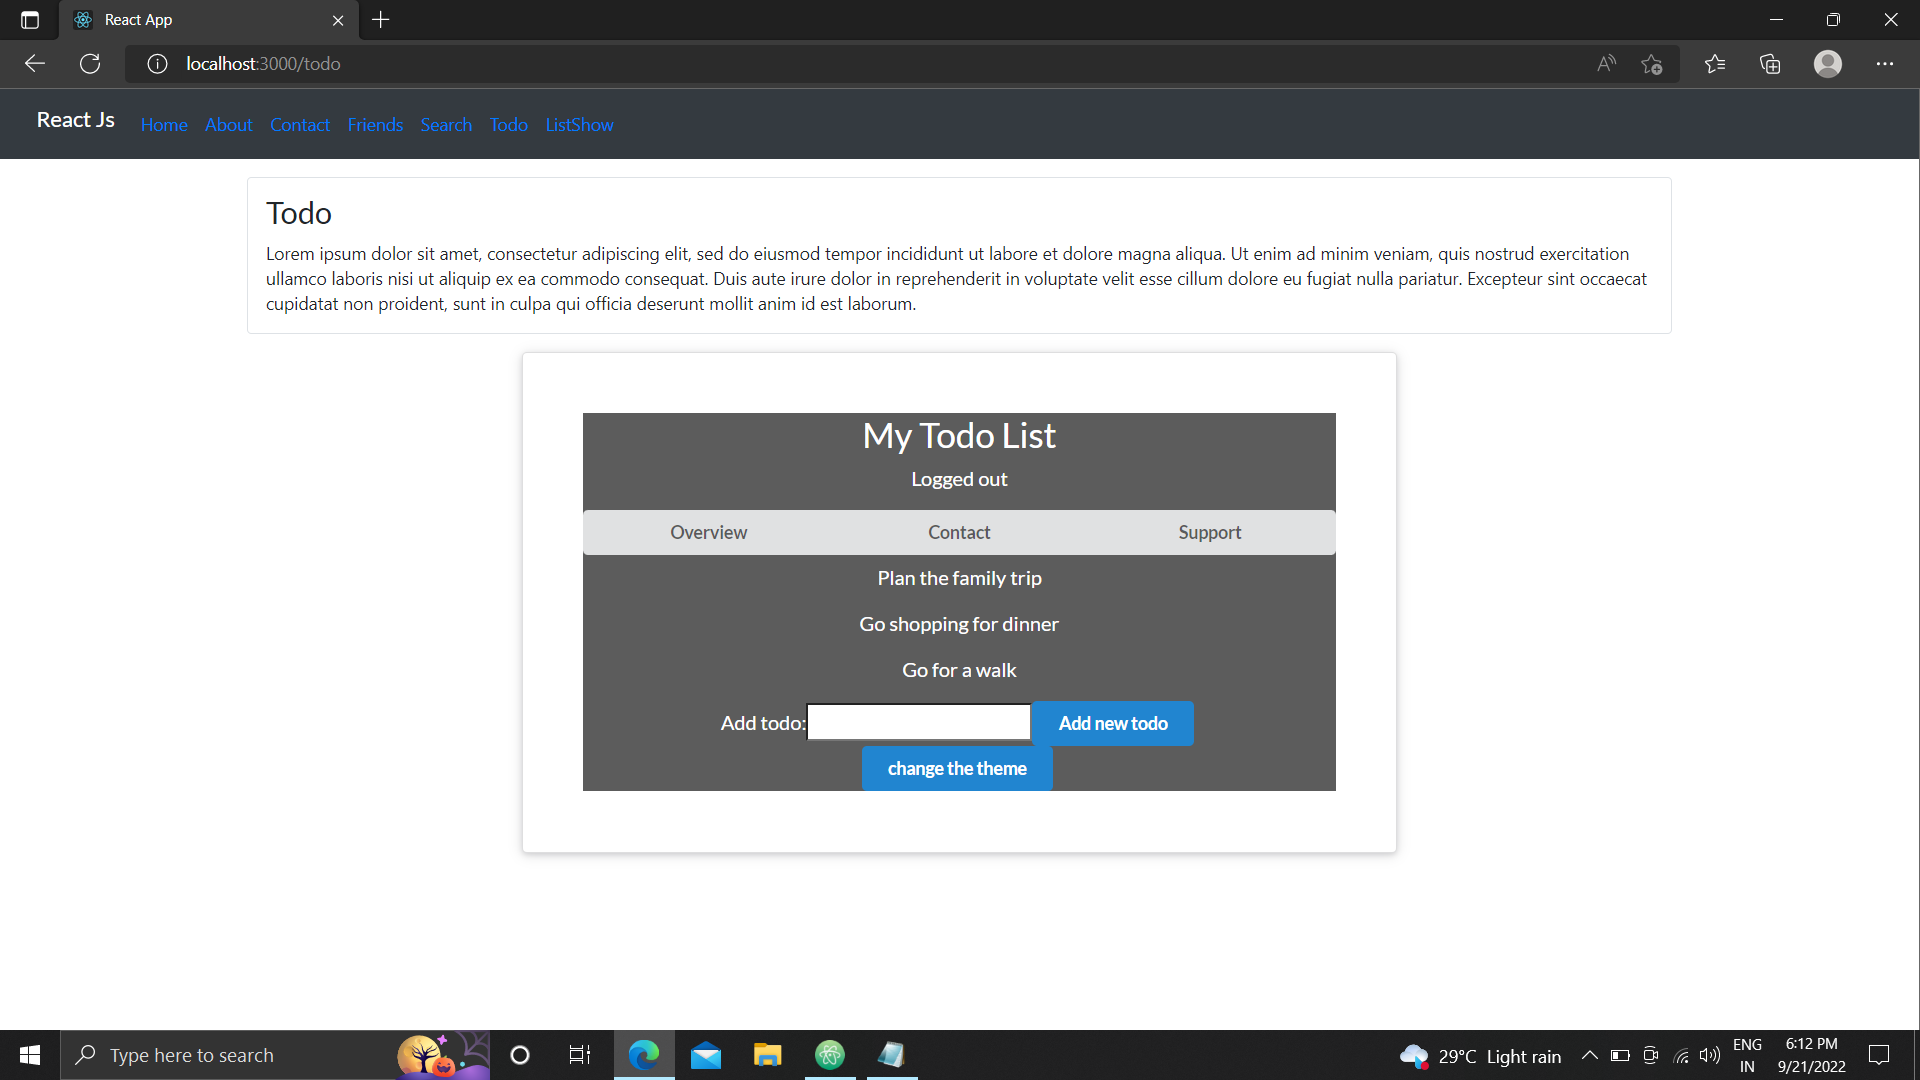 React App
localhost:3000/todo
React Js Home About Contact Friends Search Todo ListShow
Todo
Lorem ipsum dolor sit amet, consectetur adipiscing elit, sed do eiusmod tempor incididunt ut labore et dolore magna aliqua. Ut enim ad minim veniam, quis nostrud exercitation
ullamco laboris nisi ut aliquip ex ea commodo consequat. Duis aute irure dolor in reprehenderit in voluptate velit esse cillum dolore eu fugiat nulla pariatur. Excepteur sint occaecat
cupidatat non proident, sunt in culpa qui officia deserunt mollit anim id est laborum.
My Todo List
Logged out
Overview Contact Support
Plan the family trip
Go shopping for dinner
Go for a walk
Add todo: Add new todo
change the theme
Type here to search
29°C Light rain
ENG
IN
6:12 PM
9/21/2022